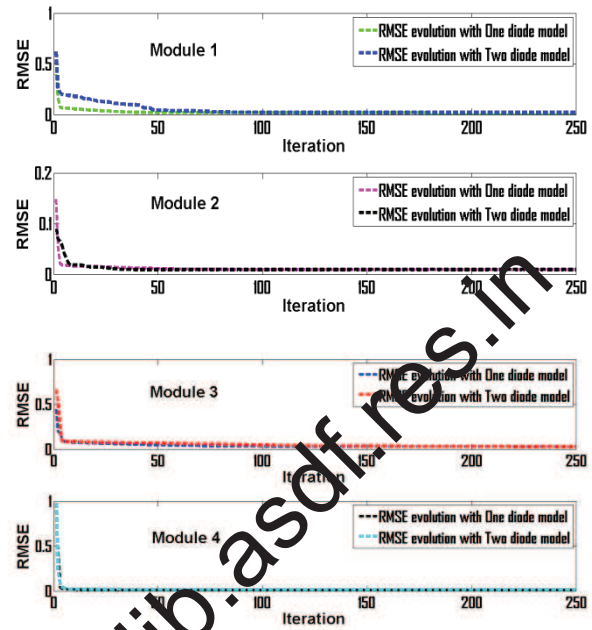 1
RMSE evolution with One diode model
RMSE evolution with Two diode model
Module 1
RMSE
0.5
0
0 50 100 150 200 250
Iteration
0.2
RMSE evolution with One diode model
RMSE evolution with Two diode model
Module 2
RMSE
0.1
0
0 50 100 150 200 250
Iteration
1
RMSE evolution with One diode model
RMSE evolution with Two diode model
Module 3
RMSE
0.5
0
0 50 100 150 200 250
Iteration
1
RMSE evolution with One diode model
RMSE evolution with Two diode model
Module 4
RMSE
0.5
0
0 50 100 150 200 250
Iteration
lib.asdf.res.in